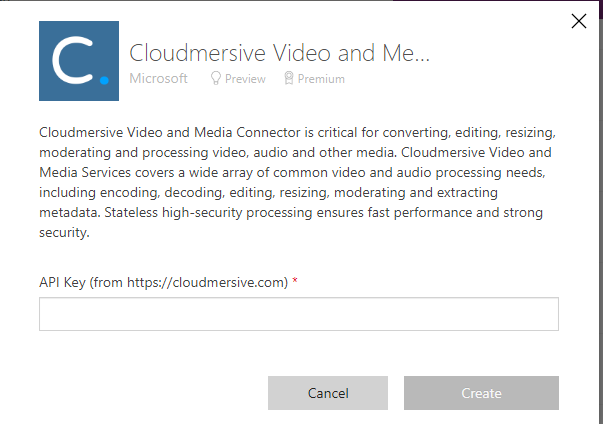 C.
Cloudmersive Video and Me...
Microsoft Preview Premium
Cloudmersive Video and Media Connector is critical for converting, editing, resizing,
moderating and processing video, audio and other media. Cloudmersive Video and
Media Services covers a wide array of common video and audio processing needs,
including encoding, decoding, editing, resizing, moderating and extracting
metadata. Stateless high-security processing ensures fast performance and strong
security.
API Key (from https://cloudmersive.com) *
Cancel Create